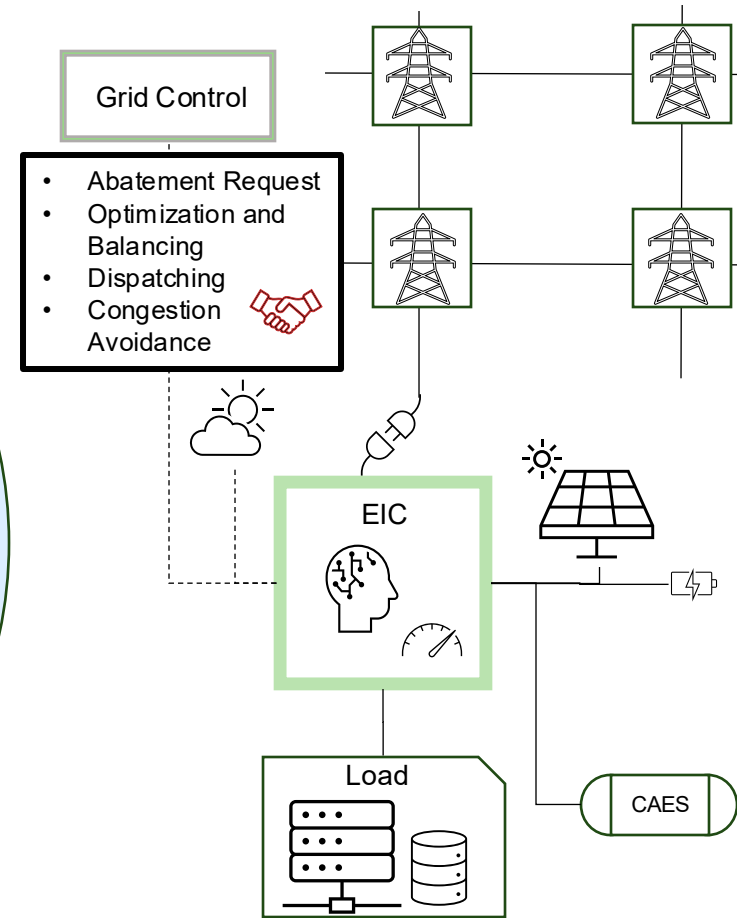 Grid Control
• Abatement Request
• Optimization and
Balancing
• Dispatching
• Congestion
Avoidance
EIC
Load
CAES